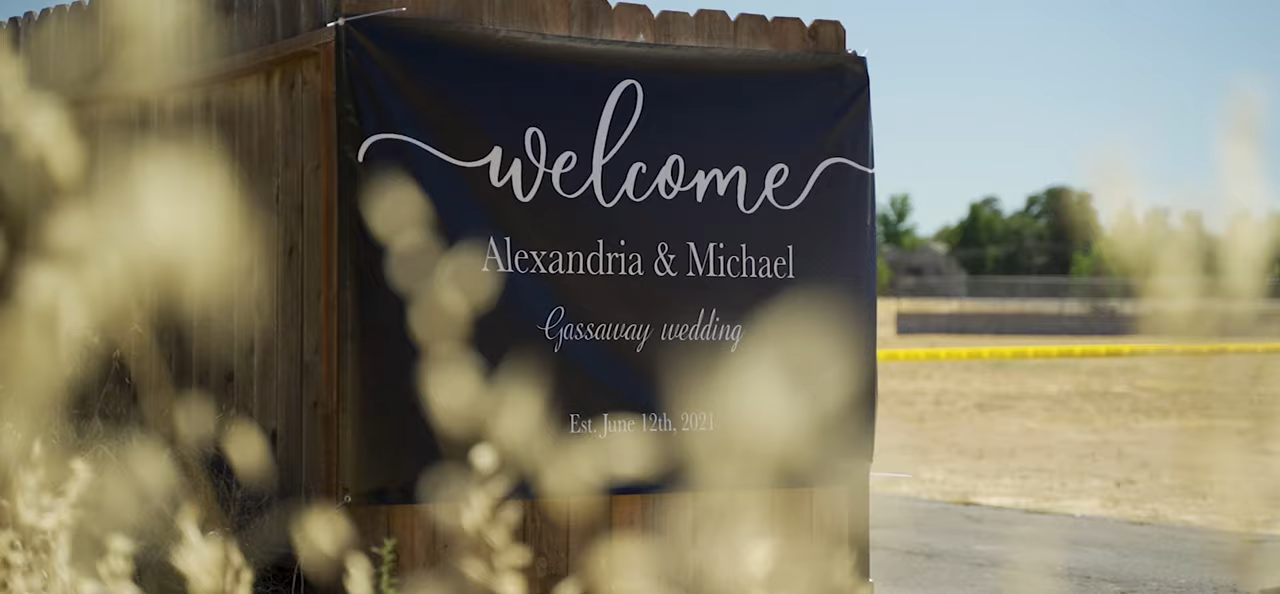 welcome
Alexandria & Michael
Gassaway wedding
Est. June 12th, 2021